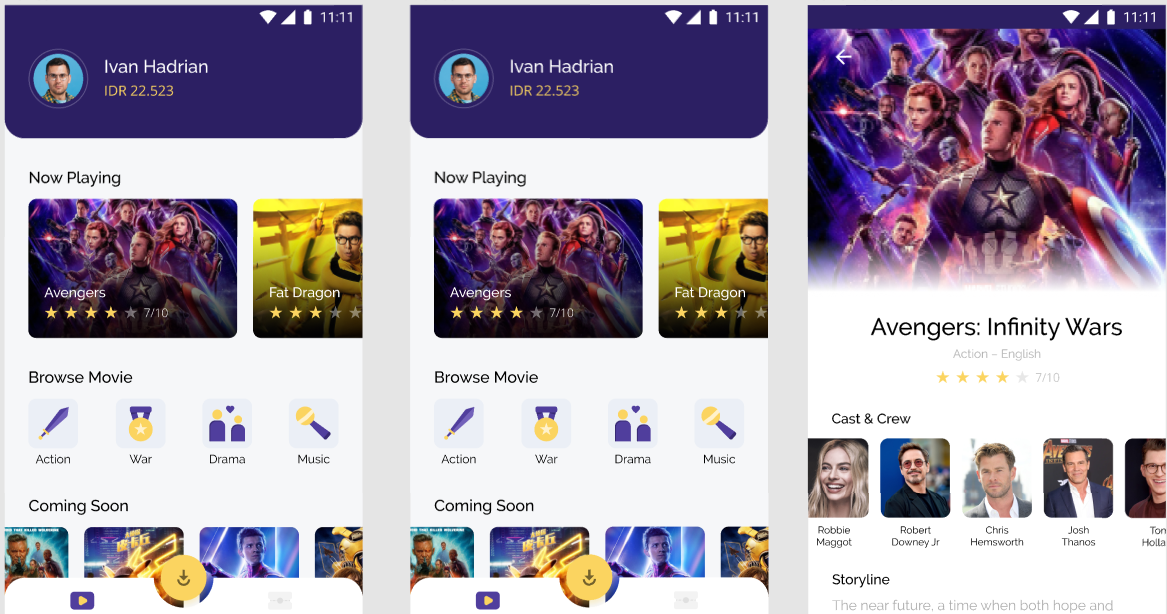 11:11
Ivan Hadrian
IDR 22.523
Now Playing
Avengers
7/10
Fat Dragon
Browse Movie
Action
War
Drama
Music
Coming Soon
11:11
Ivan Hadrian
IDR 22.523
Now Playing
Avengers
7/10
Fat Dragon
Browse Movie
Action
War
Drama
Music
Coming Soon
11:11
Avengers: Infinity Wars
Action – English
7/10
Cast & Crew
Robbie
Maggot
Robert
Downey Jr
Chris
Hemsworth
Josh
Thanos
Storyline
The near future, a time when both hope and